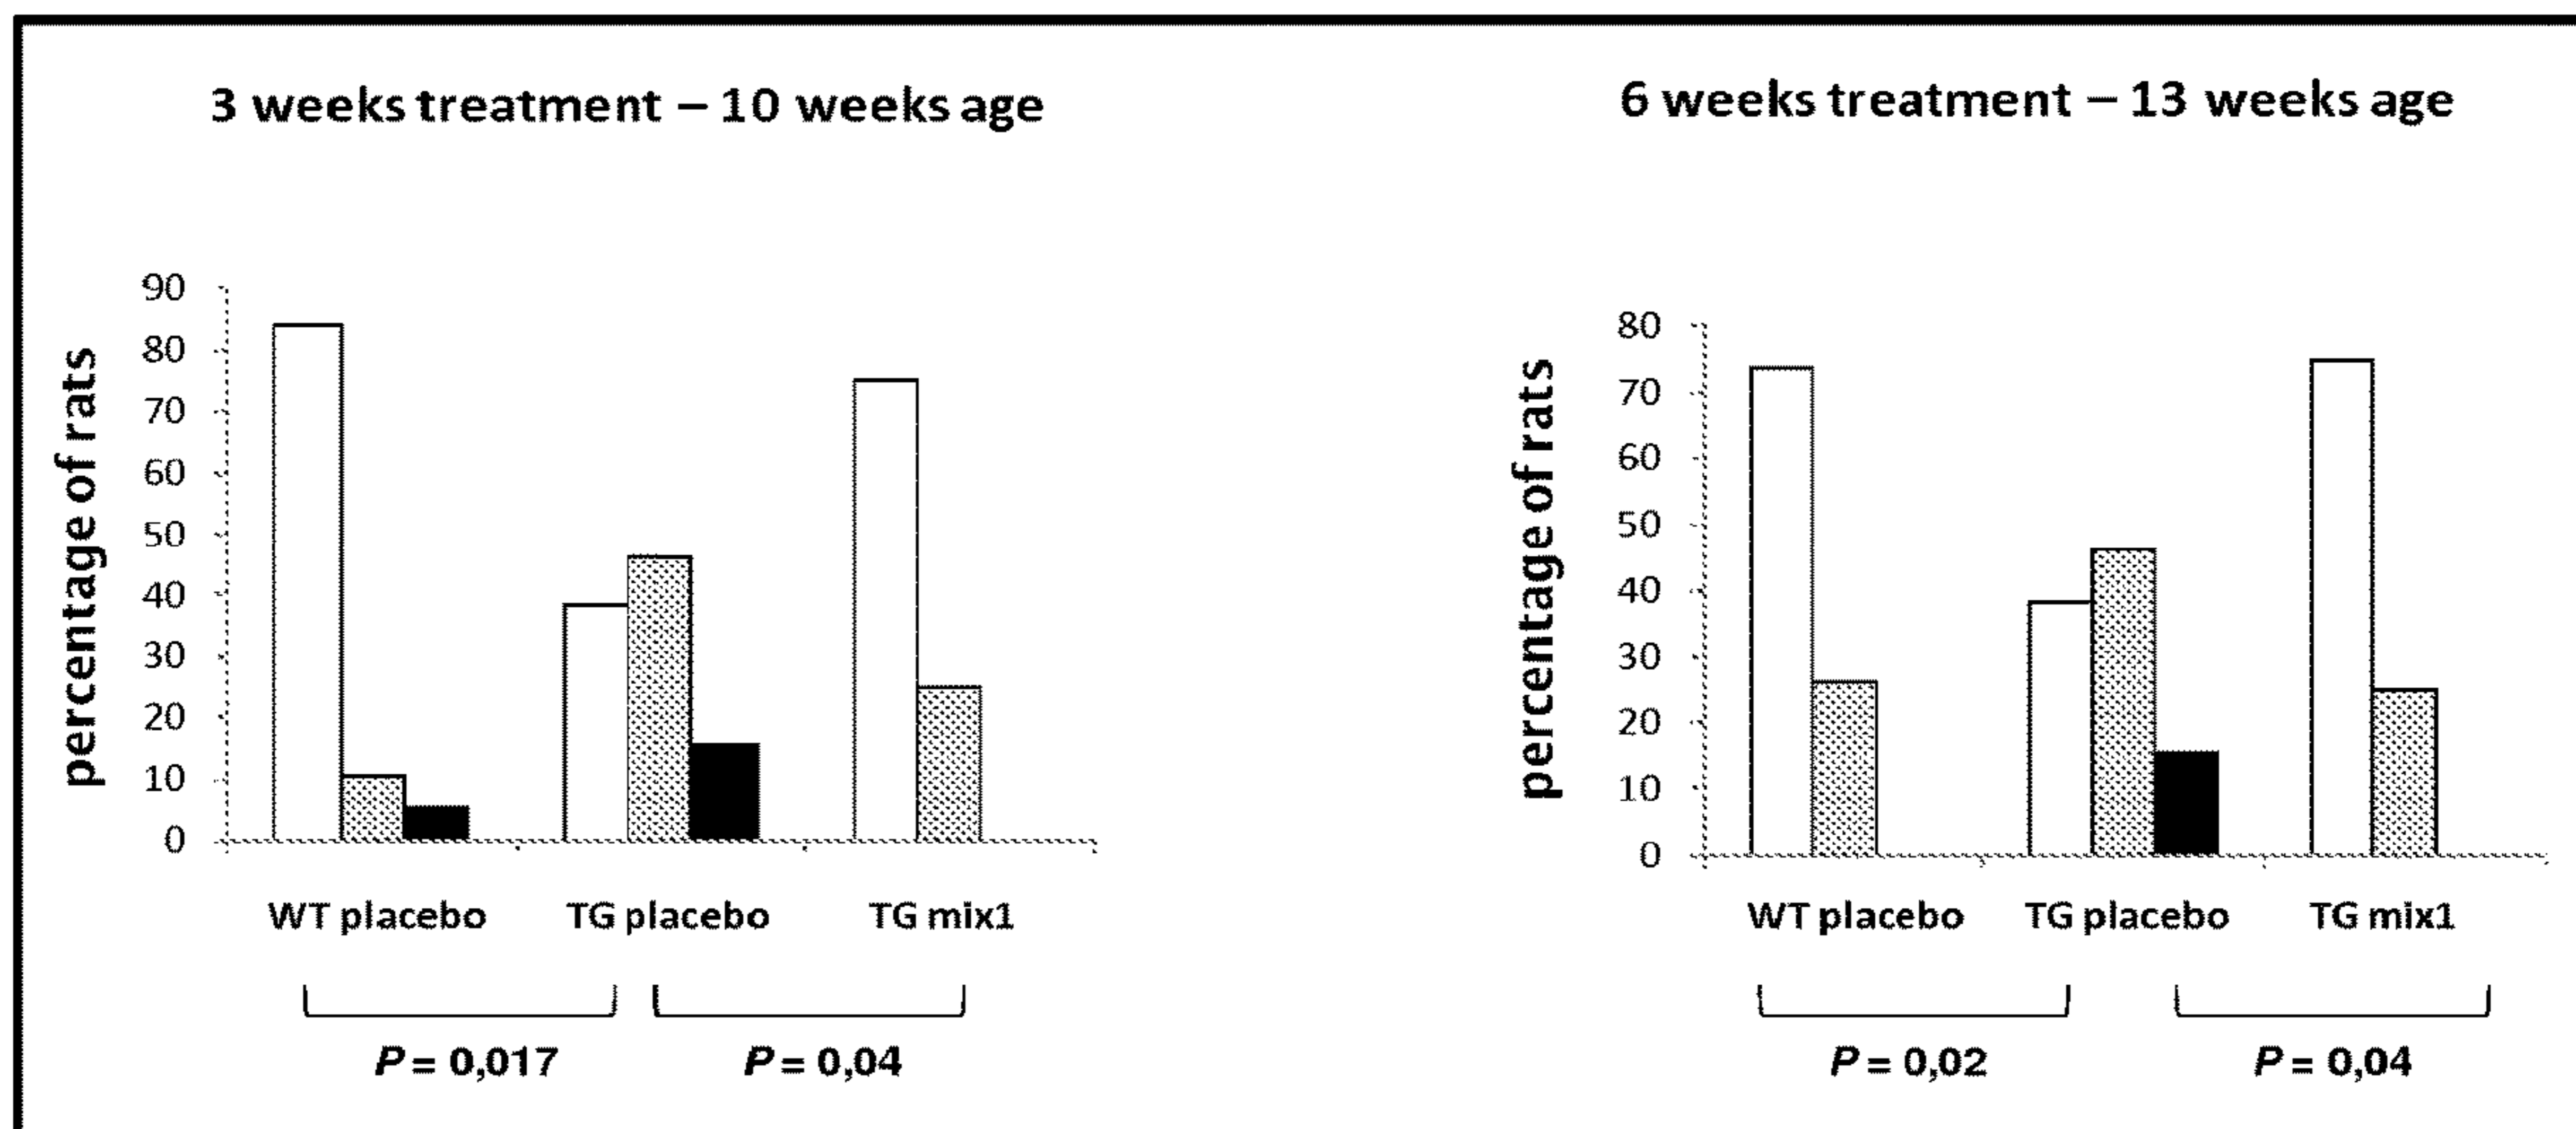 3 weeks treatment – 10 weeks age
percentage of rats
90
80
70
60
50
40
30
20
10
0
WT placebo TG placebo TG mix1
P = 0,017 P = 0,04
6 weeks treatment – 13 weeks age
percentage of rats
80
70
60
50
40
30
20
10
0
WT placebo TG placebo TG mix1
P = 0,02 P = 0,04